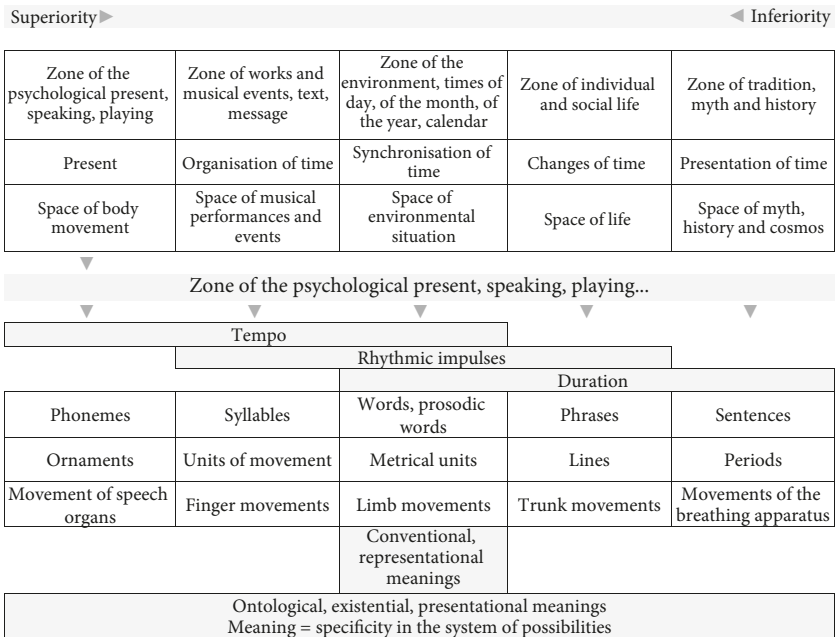 Superiority
Inferiority
Zone of the
psychological present,
speaking, playing
Zone of works and
musical events, text,
message
Zone of the
environment, times of
day, of the month, of
the year, calendar
Zone of individual
and social life
Zone of tradition,
myth and history
Present
Organisation of time
Synchronisation of
time
Changes of time
Presentation of time
Space of body
movement
Space of musical
performances and
events
Space of
environmental
situation
Space of life
Space of myth,
history and cosmos
Zone of the psychological present, speaking, playing...
Tempo
Rhythmic impulses
Duration
Phonemes
Syllables
Words, prosodic
words
Phrases
Sentences
Ornaments
Units of movement
Metrical units
Lines
Periods
Movement of speech
organs
Finger movements
Limb movements
Trunk movements
Movements of the
breathing apparatus
Conventional,
representational
meanings
Ontological, existential, presentational meanings
Meaning = specificity in the system of possibilities